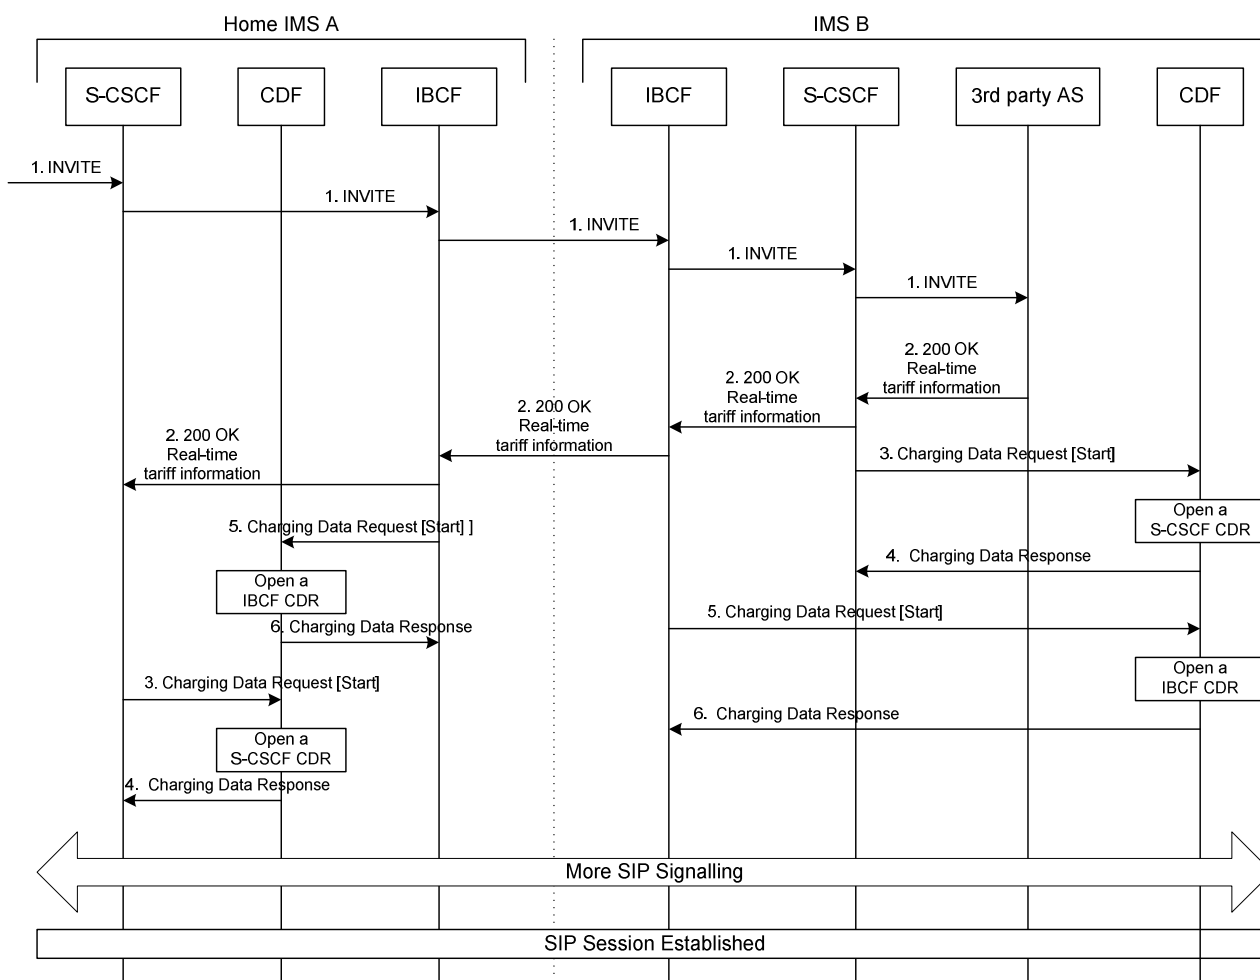 Home IMS A
IMS B
S-CSCF
CDF
IBCF
IBCF
S-CSCF
3rd party AS
CDF
1. INVITE
1. INVITE
1. INVITE
1. INVITE
1. INVITE
2. 200 OK
Real-time
tariff information
2. 200 OK
Real-time
tariff information
2. 200 OK
Real-time
tariff information
2. 200 OK
Real-time
tariff information
3. Charging Data Request [Start]
Open a
S-CSCF CDR
5. Charging Data Request [Start] ]
4. Charging Data Response
Open a
IBCF CDR
5. Charging Data Request [Start]
6. Charging Data Response
Open a
IBCF CDR
3. Charging Data Request [Start]
6. Charging Data Response
Open a
S-CSCF CDR
4. Charging Data Response
More SIP Signalling
SIP Session Established